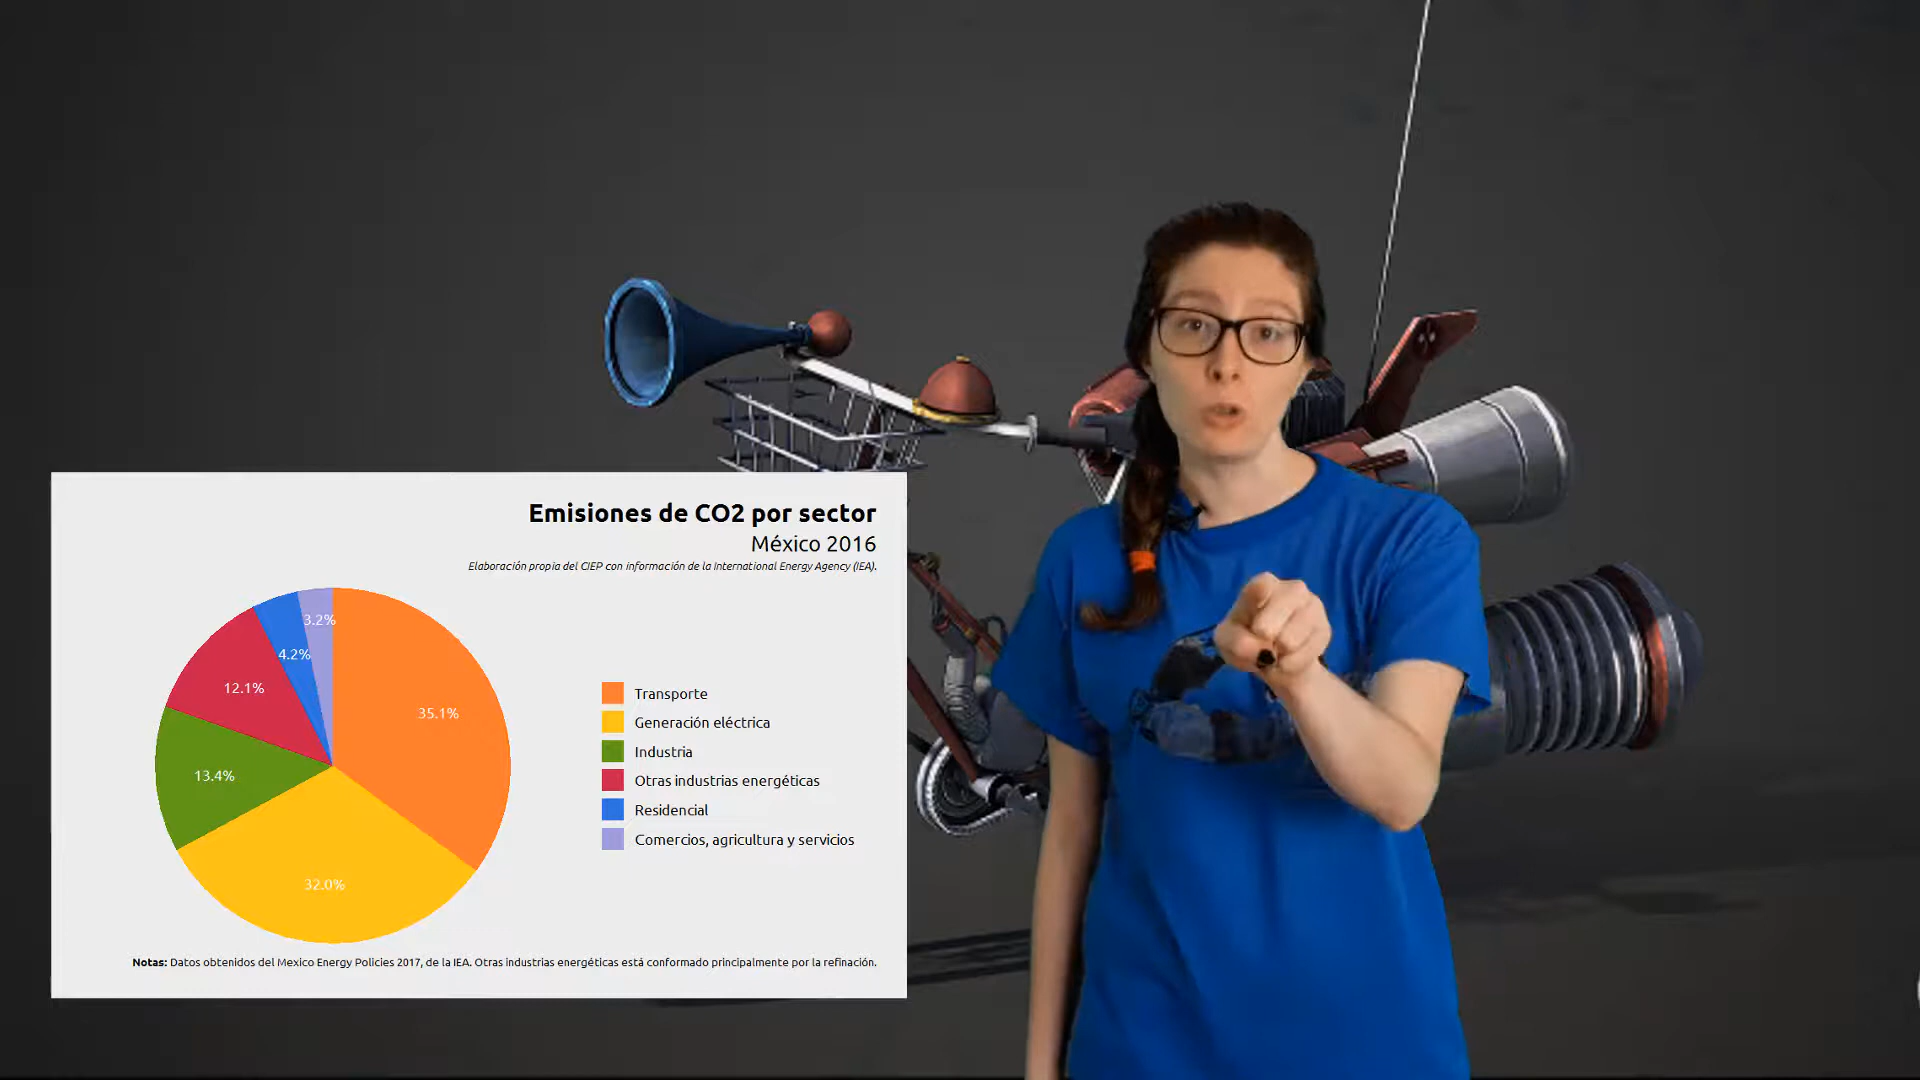 Emisiones de CO2 por sector
México 2016
Elaboración propia del CIEP con información de la International Energy Agency (IEA).
3.2%
4.2%
12.1%
35.1%
13.4%
32.0%
Transporte
Generación eléctrica
Industria
Otras industrias energéticas
Residencial
Comercios, agricultura y servicios
Notas: Datos obtenidos del Mexico Energy Policies 2017, de la IEA. Otras industrias energéticas está conformado principalmente por la refinación.